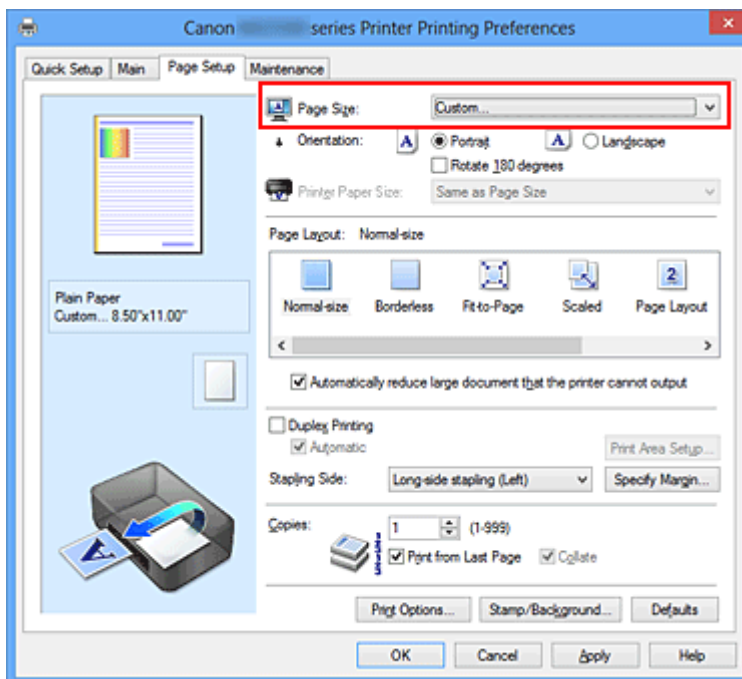 Canon series Printer Printing Preferences
Quick Setup Main Page Setup Maintenance
Page Size: Custom...
Orientation: A Portrait A Landscape
Rotate 180 degrees
Printer Paper Size: Same as Page Size
Page Layout: Normal-size
2
Normal-size Borderless Fit-to-Page Scaled Page Layout
Plain Paper
Custom... 8.50"x11.00"
Automatically reduce large document that the printer cannot output
Duplex Printing
Automatic Print Area Setup...
Stapling Side: Long-side stapling (Left) Specify Margin...
Copies: 1 (1-999)
Print from Last Page Collate
A
Print Options... Stamp/Background... Defaults
OK Cancel Apply Help